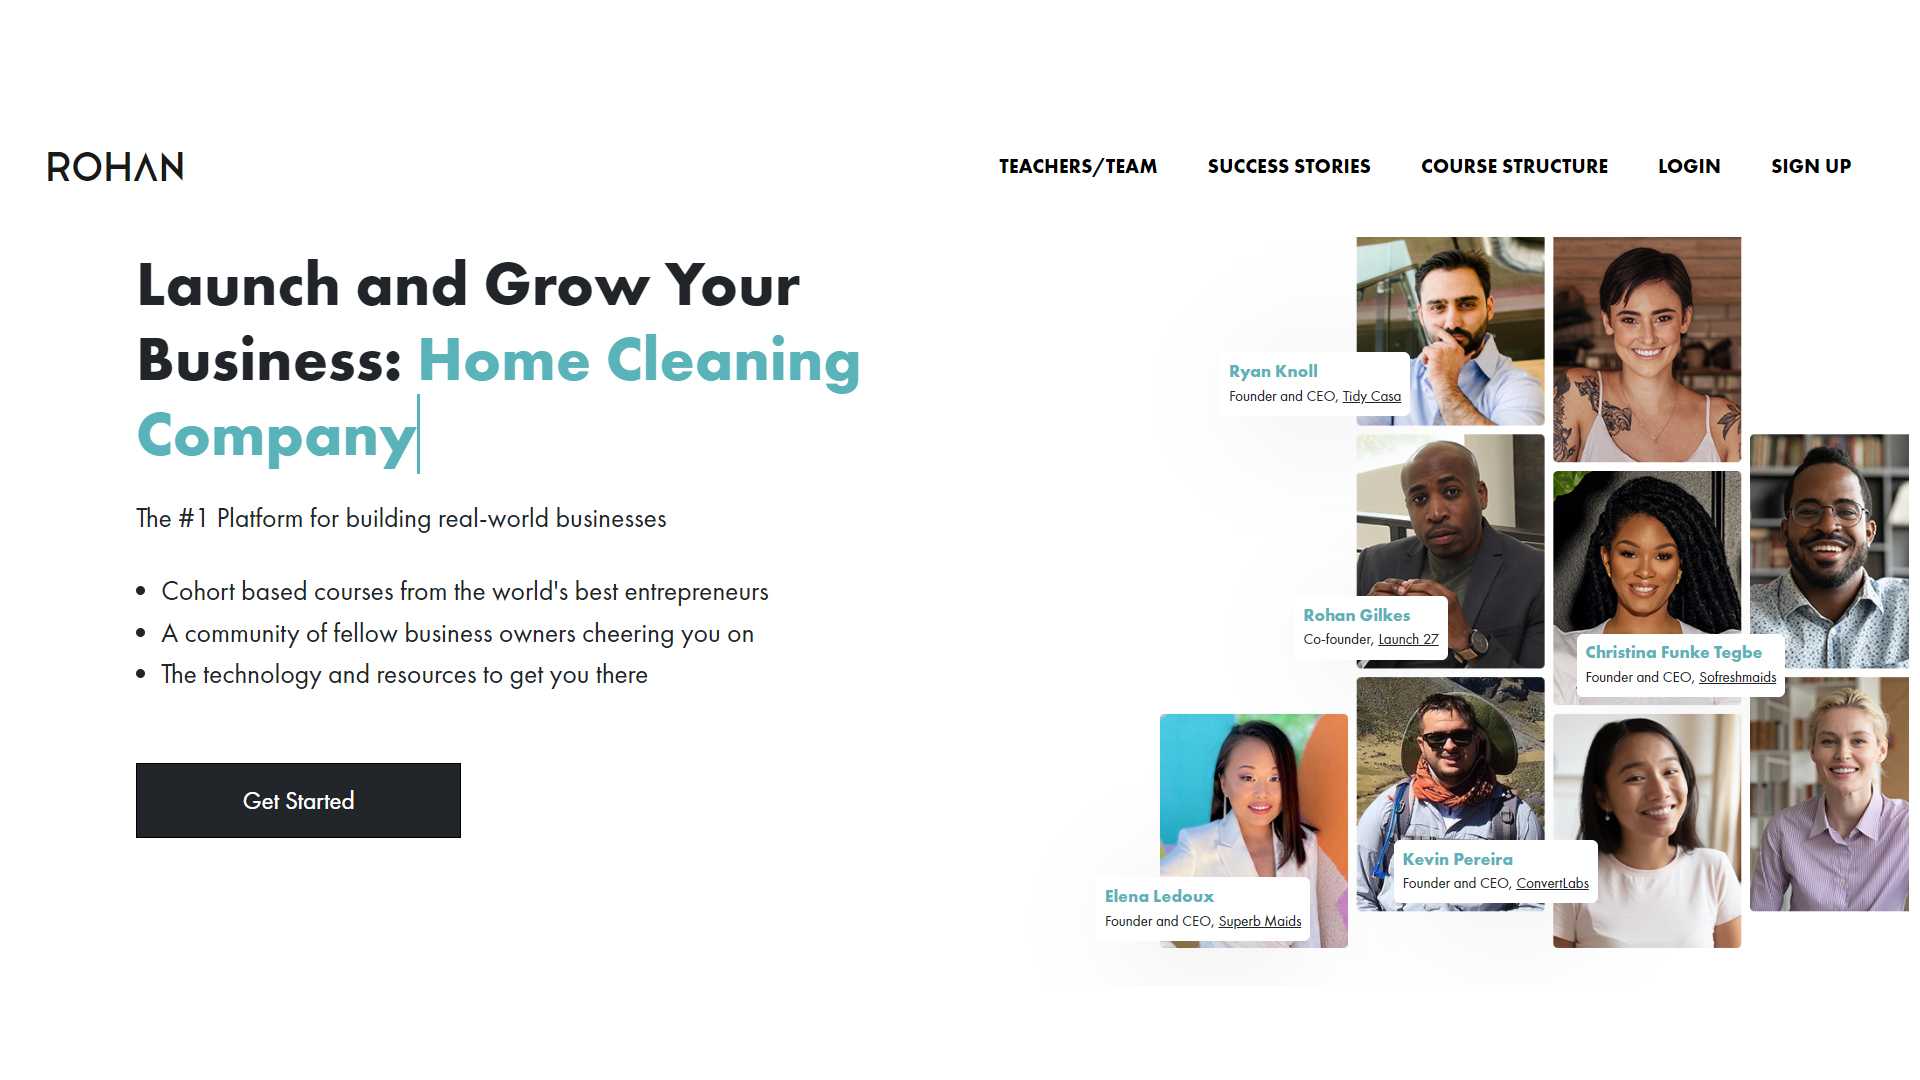 ROHAN
TEACHERS/TEAM
SUCCESS STORIES
COURSE STRUCTURE
LOGIN
SIGN UP
Launch and Grow Your
Business: Home Cleaning
Company
The #1 Platform for building real-world businesses
Cohort based courses from the world's best entrepreneurs
A community of fellow business owners cheering you on
The technology and resources to get you there
Get Started
Ryan Knoll
Founder and CEO, Tidy Casa
Rohan Gilkes
Co-founder, Launch 27
Christina Funke Tegbe
Founder and CEO, Sofreshmaids
Kevin Pereira
Founder and CEO, ConvertLabs
Elena Ledoux
Founder and CEO, Superb Maids